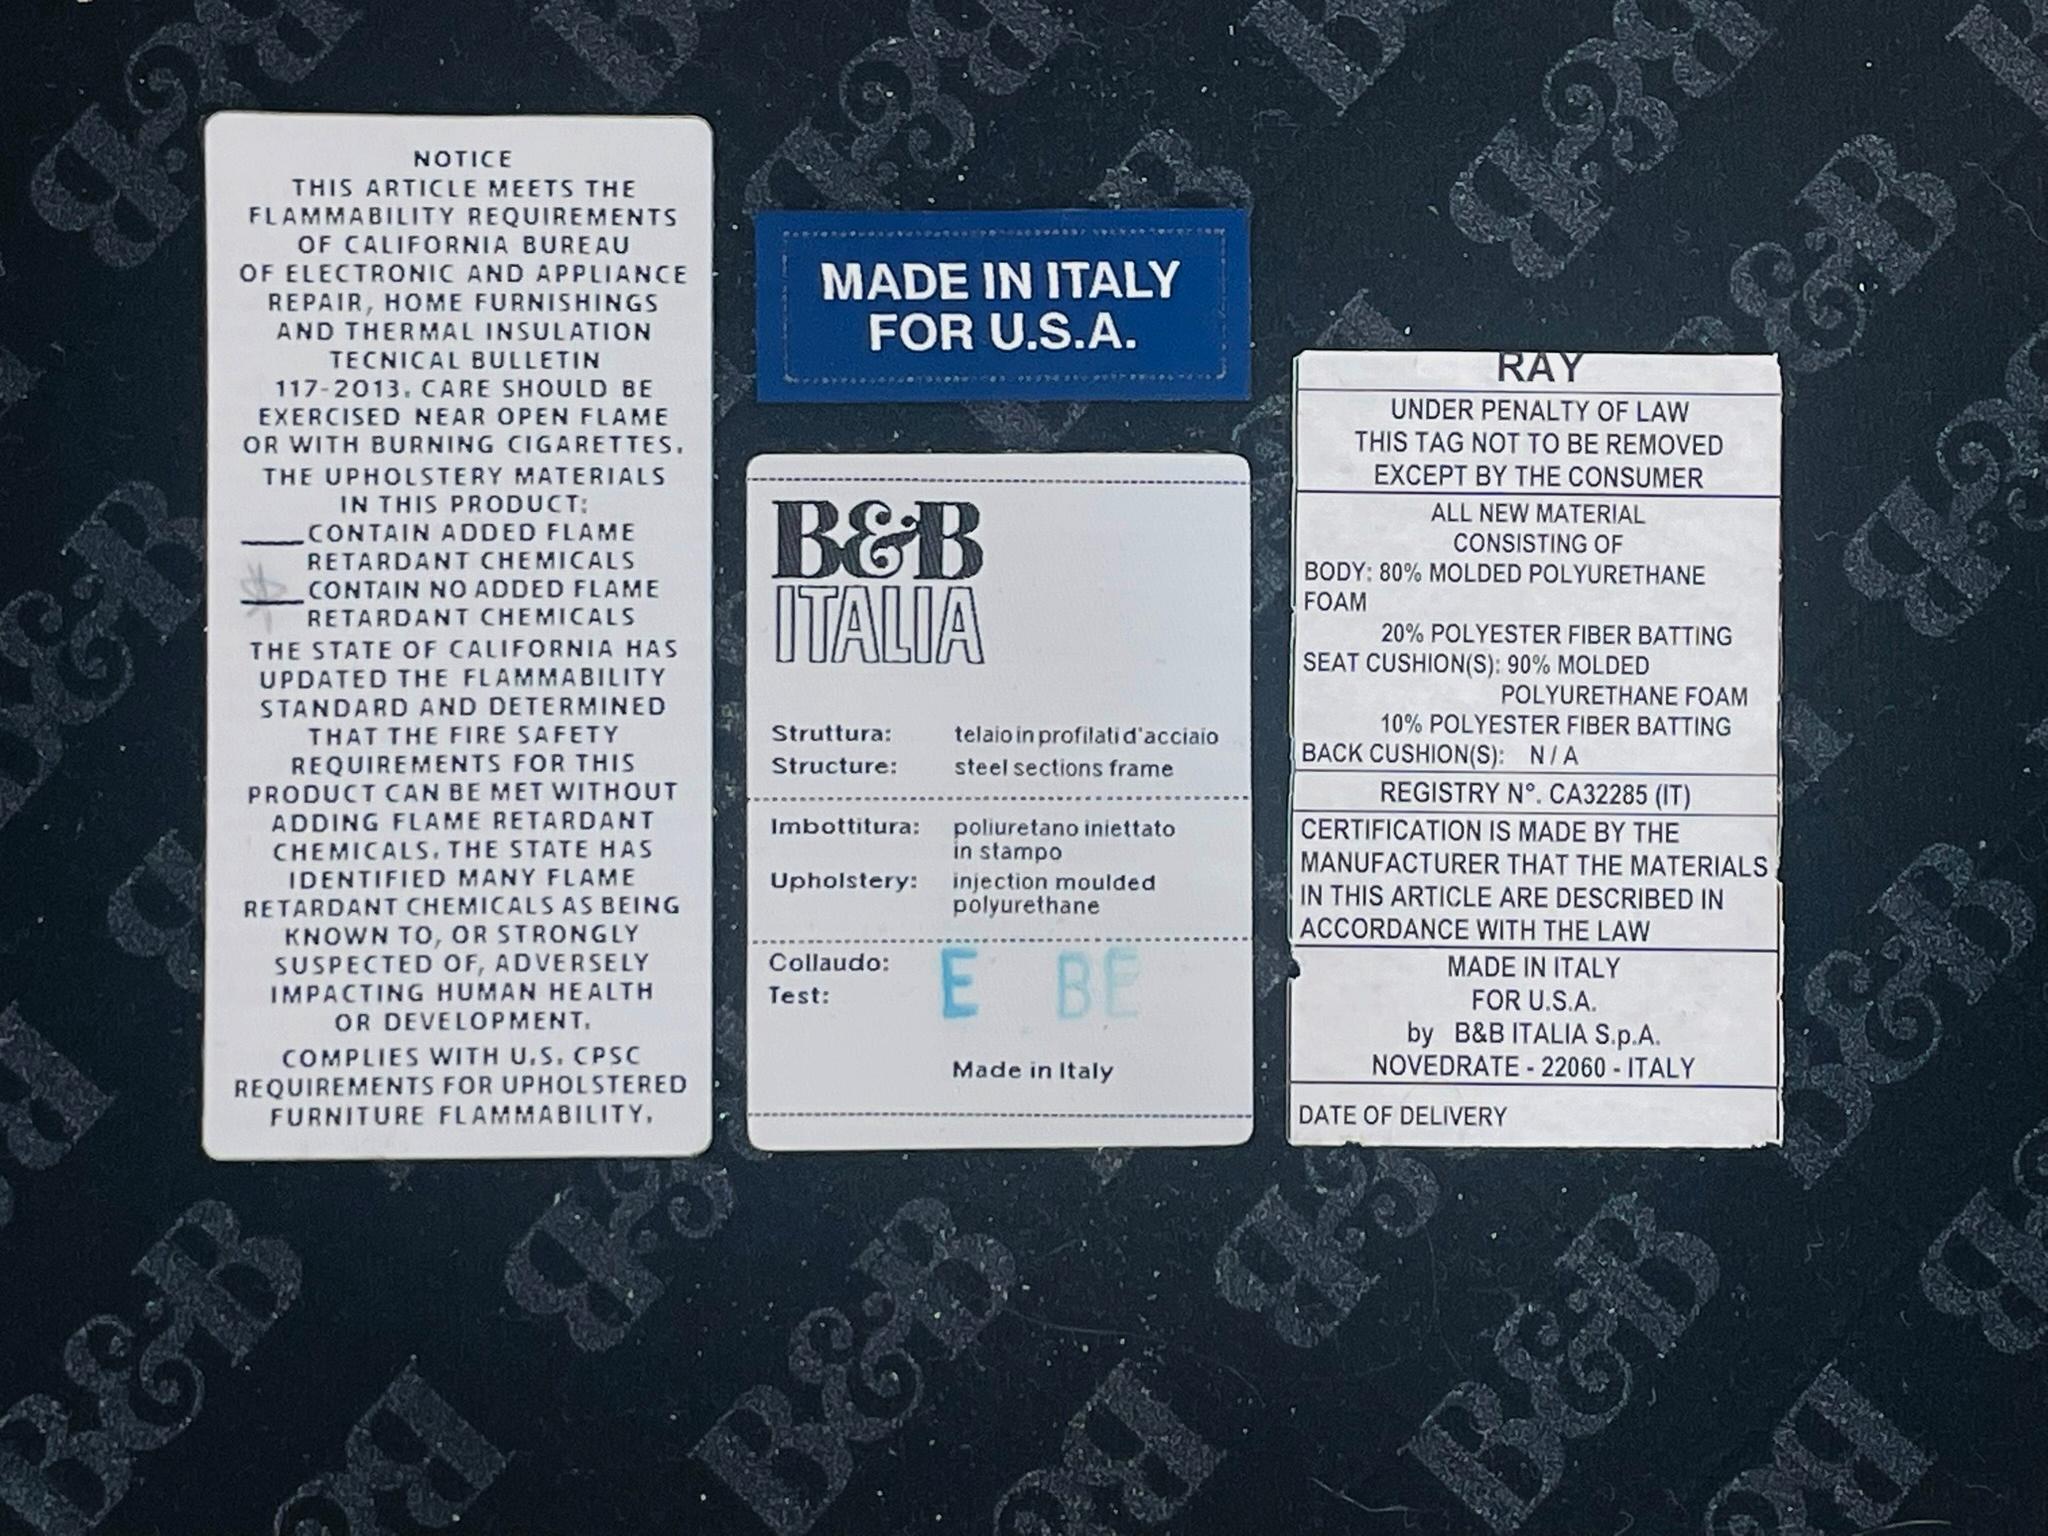 NOTICE
THIS ARTICLE MEETS THE
FLAMMABILITY REQUIREMENTS
OF CALIFORNIA BUREAU
OF ELECTRONIC AND APPLIANCE
REPAIR, HOME FURNISHINGS
AND THERMAL INSULATION
TECNICAL BULLETIN
117-2013. CARE SHOULD BE
EXERCISED NEAR OPEN FLAME
OR WITH BURNING CIGARETTES.
THE UPHOLSTERY MATERIALS
IN THIS PRODUCT:
____CONTAIN ADDED FLAME
RETARDANT CHEMICALS
____CONTAIN NO ADDED FLAME
RETARDANT CHEMICALS
THE STATE OF CALIFORNIA HAS
UPDATED THE FLAMMABILITY
STANDARD AND DETERMINED
THAT THE FIRE SAFETY
REQUIREMENTS FOR THIS
PRODUCT CAN BE MET WITHOUT
ADDING FLAME RETARDANT
CHEMICALS. THE STATE HAS
IDENTIFIED MANY FLAME
RETARDANT CHEMICALS AS BEING
KNOWN TO, OR STRONGLY
SUSPECTED OF, ADVERSELY
IMPACTING HUMAN HEALTH
OR DEVELOPMENT.
COMPLIES WITH U.S. CPSC
REQUIREMENTS FOR UPHOLSTERED
FURNITURE FLAMMABILITY.
MADE IN ITALY
FOR U.S.A.
B&B
ITALIA
Struttura: telaio in profilati d'acciaio
Structure: steel sections frame
Imbottitura: poliuretano iniettato
in stampo
Upholstery: injection moulded
polyurethane
Collaudo:
Test: E BE
Made in Italy
RAY
UNDER PENALTY OF LAW
THIS TAG NOT TO BE REMOVED
EXCEPT BY THE CONSUMER
ALL NEW MATERIAL
CONSISTING OF
BODY: 80% MOLDED POLYURETHANE
FOAM
20% POLYESTER FIBER BATTING
SEAT CUSHION(S): 90% MOLDED
POLYURETHANE FOAM
10% POLYESTER FIBER BATTING
BACK CUSHION(S): N / A
REGISTRY N°. CA32285 (IT)
CERTIFICATION IS MADE BY THE
MANUFACTURER THAT THE MATERIALS
IN THIS ARTICLE ARE DESCRIBED IN
ACCORDANCE WITH THE LAW
MADE IN ITALY
FOR U.S.A.
by B&B ITALIA S.p.A.
NOVEDRATE - 22060 - ITALY
DATE OF DELIVERY